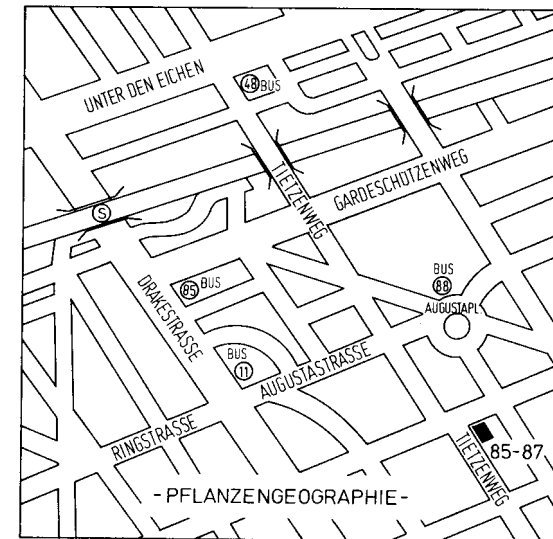 UNTER DEN EICHEN
48 BUS
TIETZENWEG
GARDESCHÜTZENWEG
S
DRAKESTRASSE
85 BUS
BUS
88
AUGUSTAPL.
BUS
11
AUGUSTASTRASSE
RINGSTRASSE
TIETZENWEG
85-87
-PFLANZENGEOGRAPHIE-